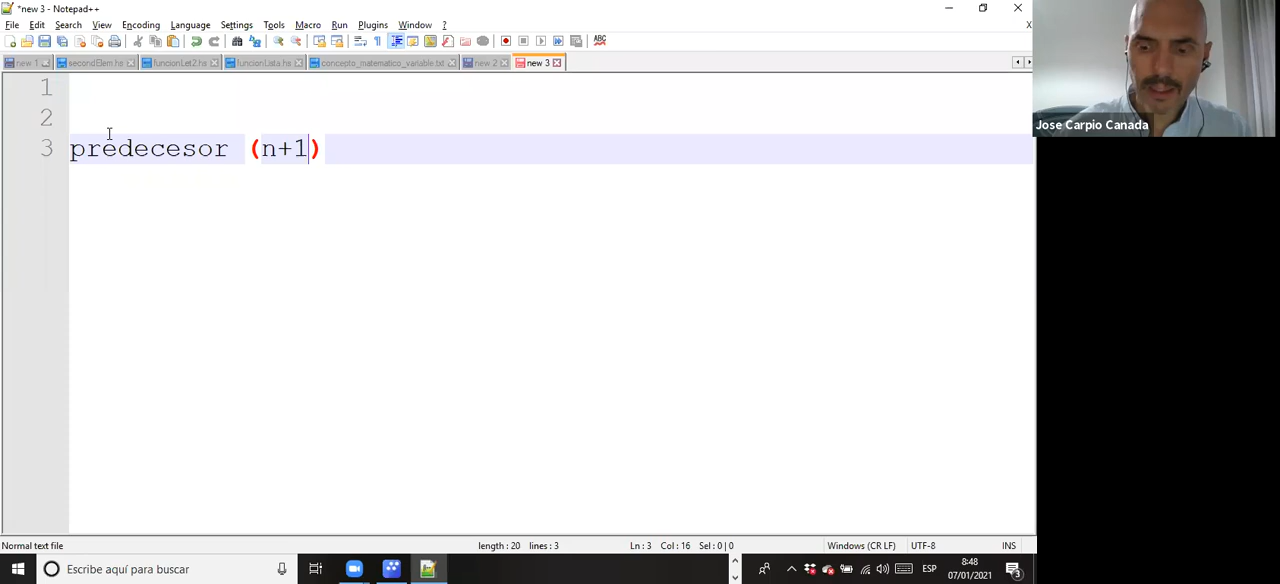 *new 3 - Notepad++
File Edit Search View Encoding Language Settings Tools Macro Run Plugins Window ?
new 1 secondElem.hs funcionLet2.hs funcionLista.hs concepto_matematico_variable.txt new 2 new 3
1
2
3 predecesor (n+1)
Jose Carpio Canada
Normal text file length : 20 lines : 3 Ln : 3 Col : 16 Sel : 0 | 0 Windows (CR LF) UTF-8 INS
Escribe aquí para buscar
ESP
8:48
07/01/2021
3